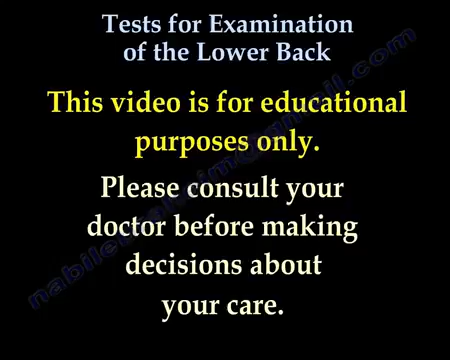 Tests for Examination
of the Lower Back
This video is for educational
purposes only.
Please consult your
doctor before making
decisions about
your care.